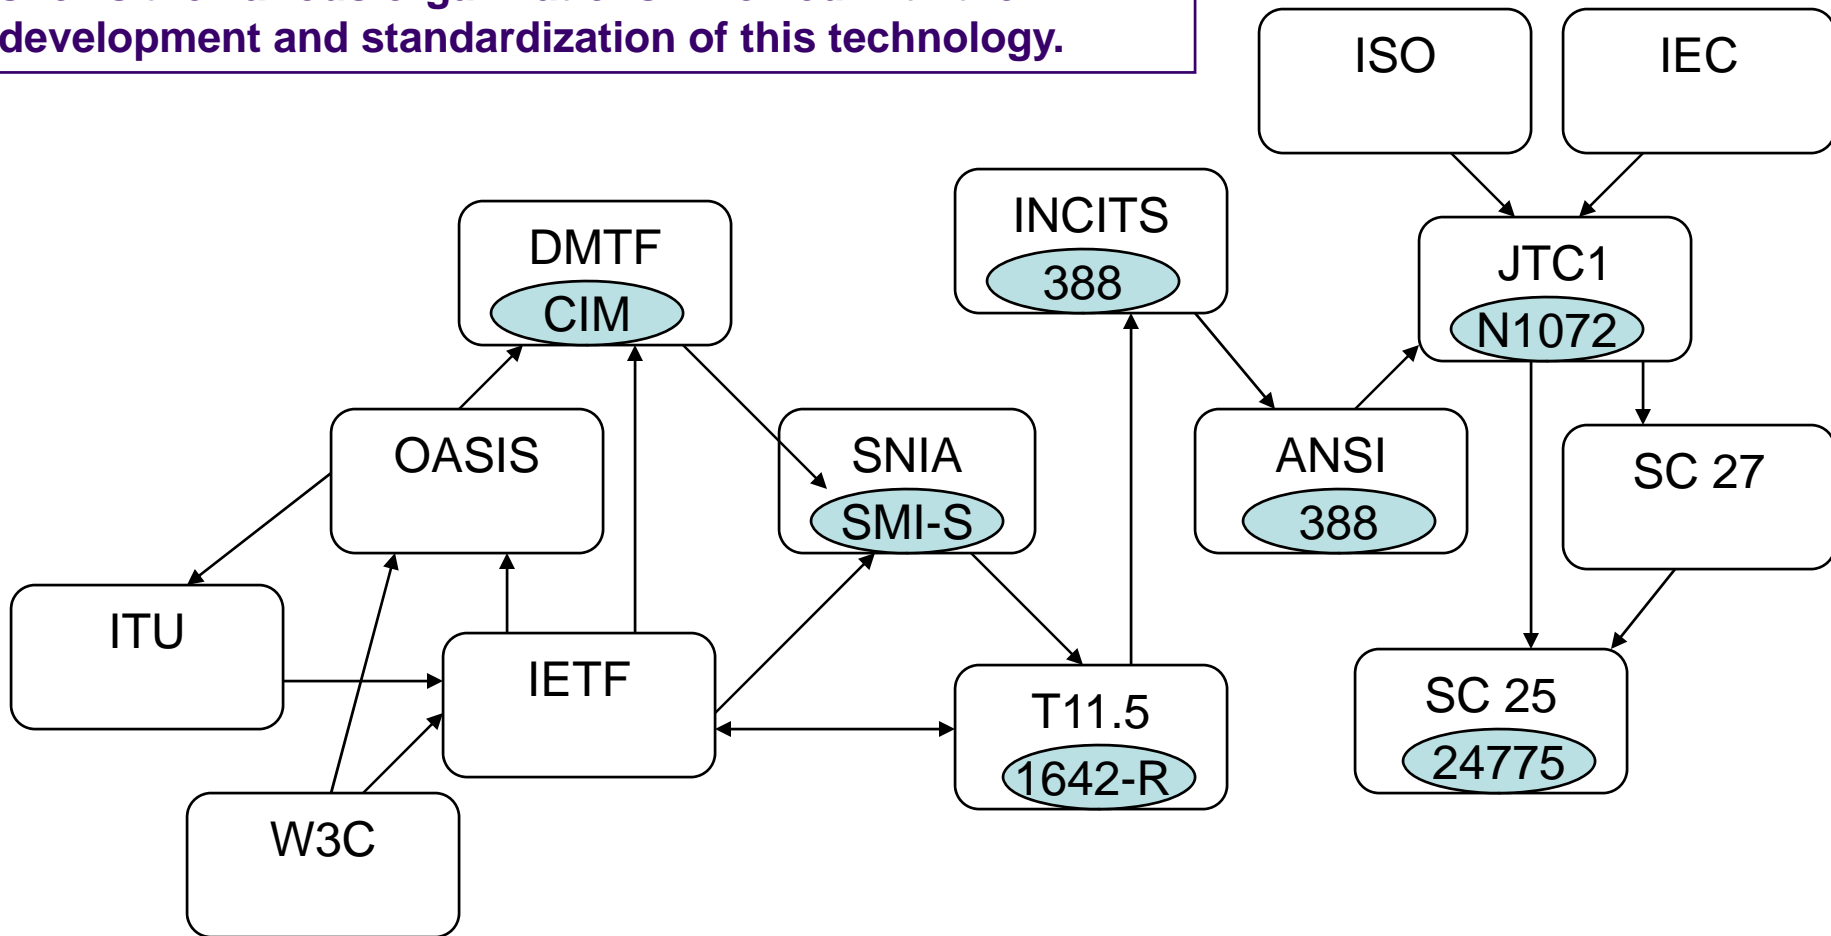 development and standardization of this technology.
ISO
IEC
INCITS
388
DMTF
CIM
JTC1
N1072
OASIS
SNIA
SMI-S
ANSI
388
SC 27
ITU
IETF
T11.5
1642-R
SC 25
24775
W3C